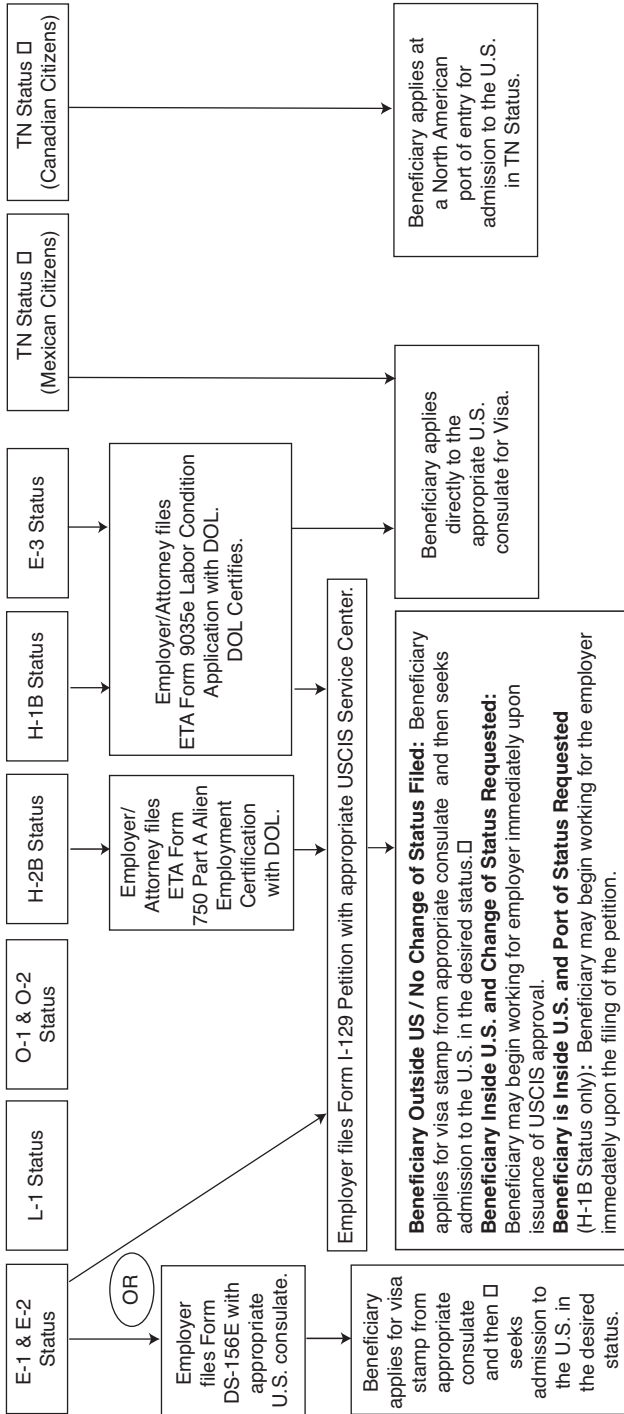 E-1 & E-2
Status
L-1 Status
O-1 & O-2
Status
H-2B Status
H-1B Status
E-3 Status
TN Status □
(Mexican Citizens)
TN Status □
(Canadian Citizens)
OR
Employer
files Form
DS-156E with
appropriate
U.S. consulate.
Employer/
Attorney files
ETA Form
750 Part A Alien
Employment
Certification
with DOL.
Employer/Attorney files
ETA Form 9035e Labor Condition
Application with DOL.
DOL Certifies.
Employer files Form I-129 Petition with appropriate USCIS Service Center.
Beneficiary
applies for visa
stamp from
appropriate
consulate
and then □
seeks
admission to
the U.S. in
the desired
status.
Beneficiary Outside US / No Change of Status Filed: Beneficiary
applies for visa stamp from appropriate consulate and then seeks
admission to the U.S. in the desired status.□
Beneficiary Inside U.S. and Change of Status Requested:
Beneficiary may begin working for employer immediately upon
issuance of USCIS approval.
Beneficiary is Inside U.S. and Port of Status Requested
(H-1B Status only): Beneficiary may begin working for the employer
immediately upon the filing of the petition.
Beneficiary applies
directly to the
appropriate U.S.
consulate for Visa.
Beneficiary applies at
a North American
port of entry for
admission to the U.S.
in TN Status.